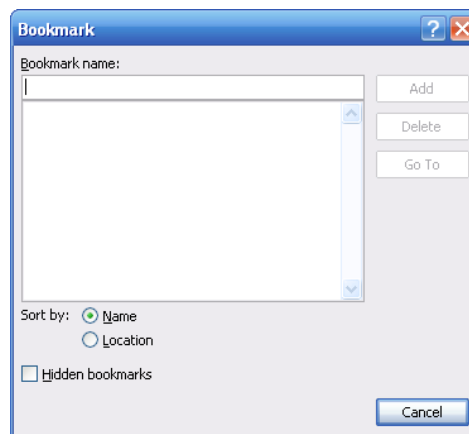 Bookmark
Bookmark name:
Add
Delete
Go To
Sort by: Name
Location
Hidden bookmarks
Cancel